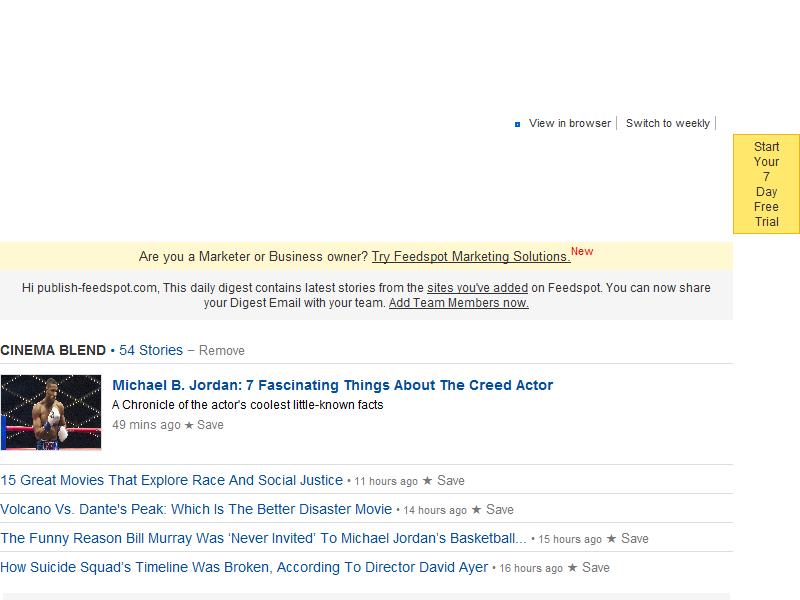 View in browser | Switch to weekly |
Start
Your
7
Day
Free
Trial
Are you a Marketer or Business owner? Try Feedspot Marketing Solutions. New
Hi publish-feedspot.com, This daily digest contains latest stories from the sites you've added on Feedspot. You can now share
your Digest Email with your team. Add Team Members now.
CINEMA BLEND • 54 Stories – Remove
Michael B. Jordan: 7 Fascinating Things About The Creed Actor
A Chronicle of the actor's coolest little-known facts
49 mins ago ★ Save
15 Great Movies That Explore Race And Social Justice • 11 hours ago ★ Save
Volcano Vs. Dante's Peak: Which Is The Better Disaster Movie • 14 hours ago ★ Save
The Funny Reason Bill Murray Was ‘Never Invited’ To Michael Jordan’s Basketball... • 15 hours ago ★ Save
How Suicide Squad’s Timeline Was Broken, According To Director David Ayer • 16 hours ago ★ Save